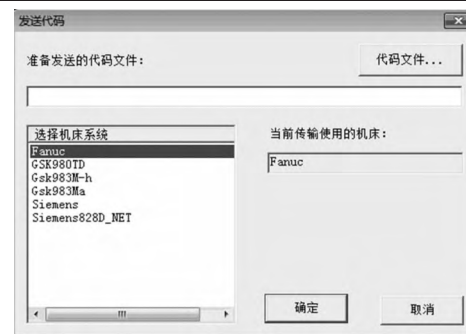 发送代码
准备发送的代码文件：
代码文件...
选择机床系统
当前传输使用的机床：
Fanuc
GSK980TD
Gsk983M-h
Gsk983Ma
Siemens
Siemens828D_NET
Fanuc
确定
取消